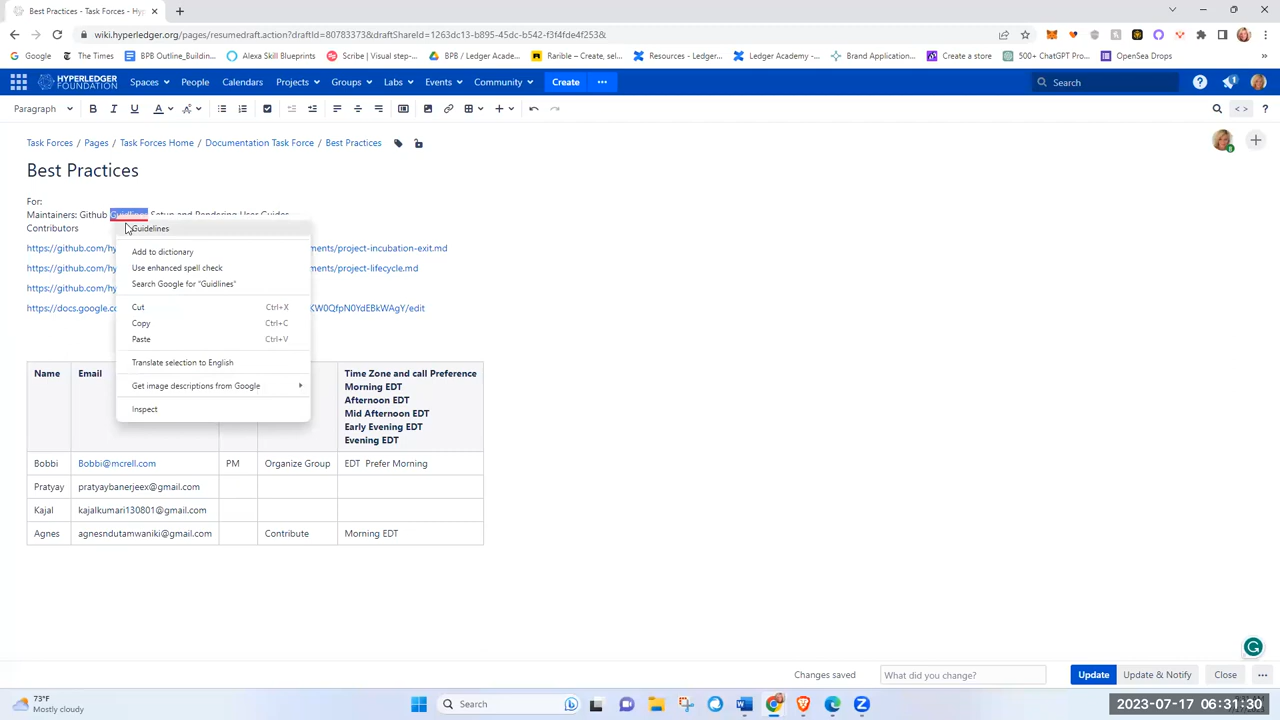 Best Practices - Task Forces - Hyp
wiki.hyperledger.org/pages/resumedraft.action?draftId=80783373&draftShareId=1263dc13-b895-45dc-b542-f3f4fde4f253&
Google The Times BPB Outline_Building... Alexa Skill Blueprints Scribe | Visual step-... BPB / Ledger Acade... Rarible – Create, sel... Resources - Ledger... Ledger Academy -... Brand Application... Create a store 500+ ChatGPT Pro... OpenSea Drops »
HYPERLEDGER FOUNDATION Spaces People Calendars Projects Groups Labs Events Community Create ••• Search
Paragraph B I U A
Task Forces / Pages / Task Forces Home / Documentation Task Force / Best Practices
Best Practices
For:
Maintainers: Github Guidlines Setup and Rendering User Guides
Contributors
https://github.com/hy ments/project-incubation-exit.md
https://github.com/hy ments/project-lifecycle.md
https://github.com/hy
https://docs.google.co KW0QfpN0YdEBkWAgY/edit
Guidelines
Add to dictionary
Use enhanced spell check
Search Google for "Guidlines"
Cut Ctrl+X
Copy Ctrl+C
Paste Ctrl+V
Translate selection to English
Get image descriptions from Google
Inspect
Name Email Time Zone and call Preference
Morning EDT
Afternoon EDT
Mid Afternoon EDT
Early Evening EDT
Evening EDT
Bobbi Bobbi@mcrell.com PM Organize Group EDT Prefer Morning
Pratyay pratyaybanerjeex@gmail.com
Kajal kajalkumari130801@gmail.com
Agnes agnesndutamwaniki@gmail.com Contribute Morning EDT
Changes saved What did you change? Update Update & Notify Close •••
73°F
Mostly cloudy
Search
2023-07-17 06:31:30